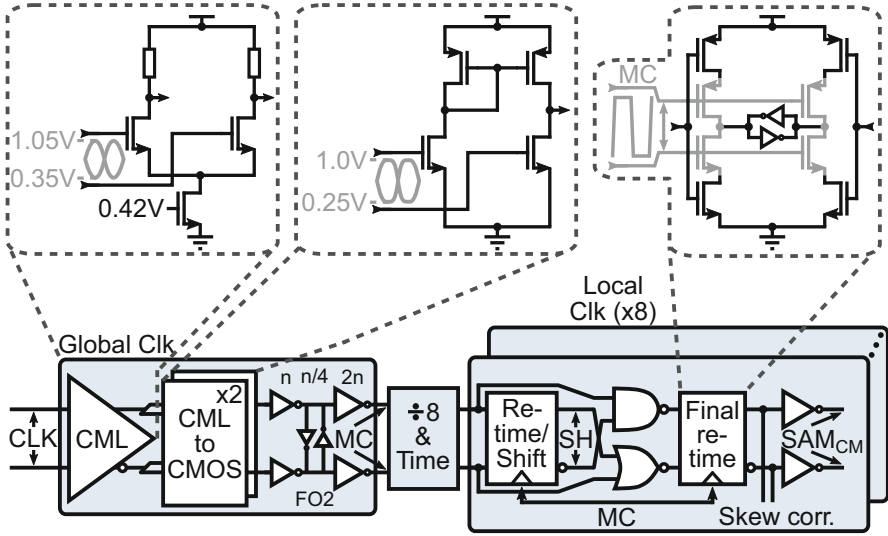 MC
1.05V
0.35V
0.42V
1.0V
0.25V
Local
Clk (x8)
Global Clk
n n/4 2n
x2
CML
to
CMOS
CLK
CML
MC
FO2
÷8
&
Time
Re-
time/
Shift
SH
Final
re-
time
SAMCM
MC
Skew corr.